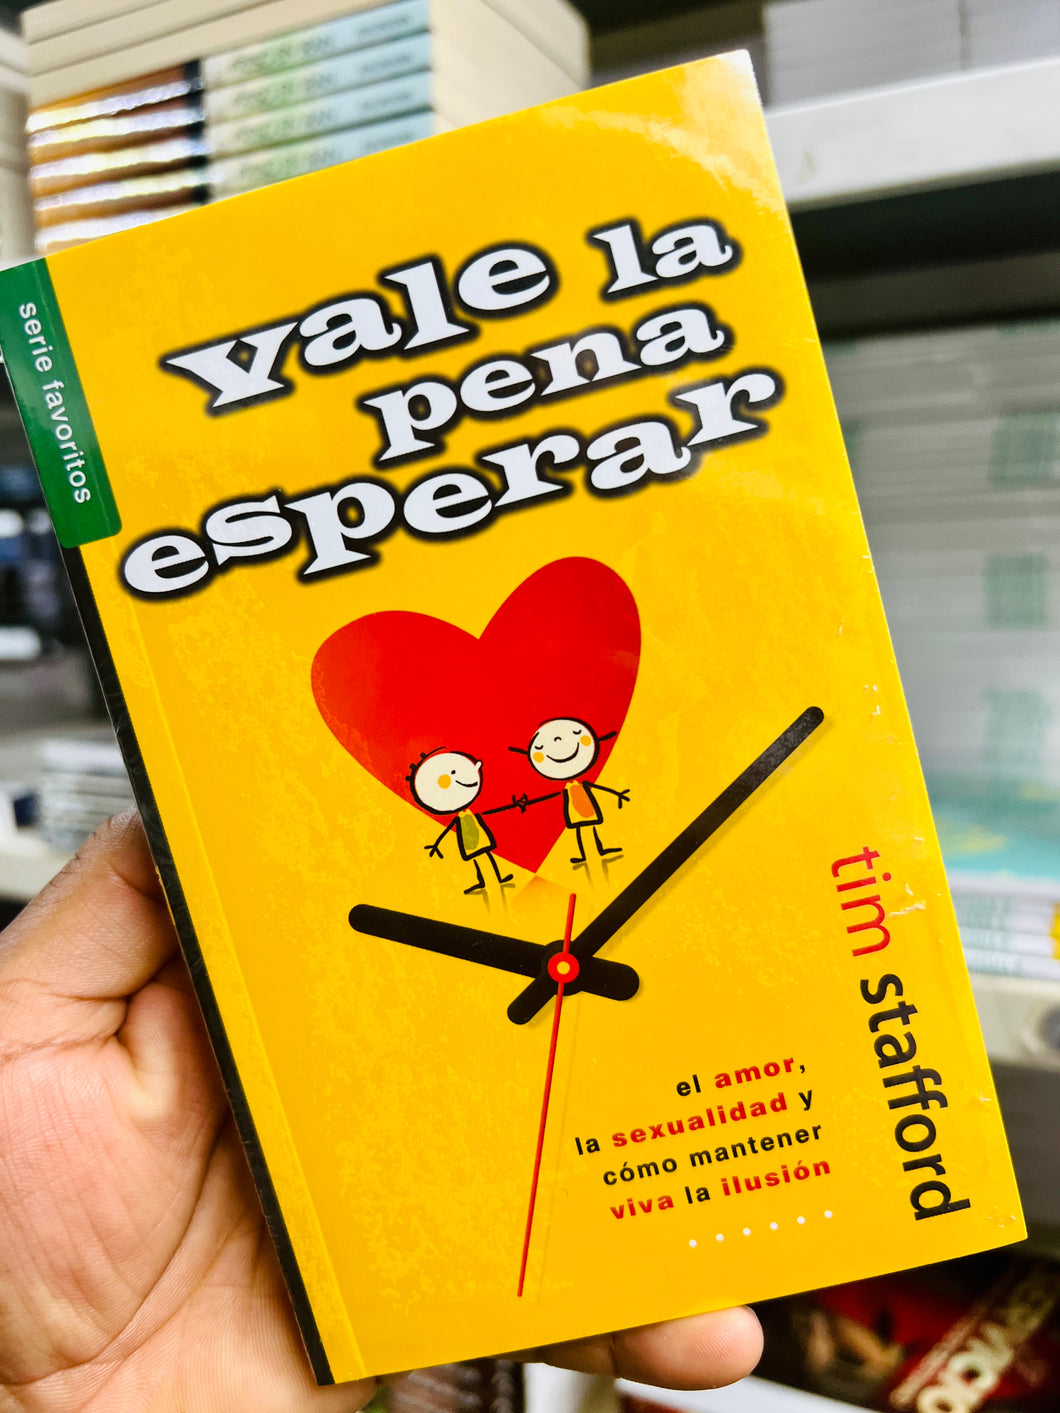 serie favoritos
vale la
pena
esperar
tim stafford
el amor,
la sexualidad y
cómo mantener
viva la ilusión